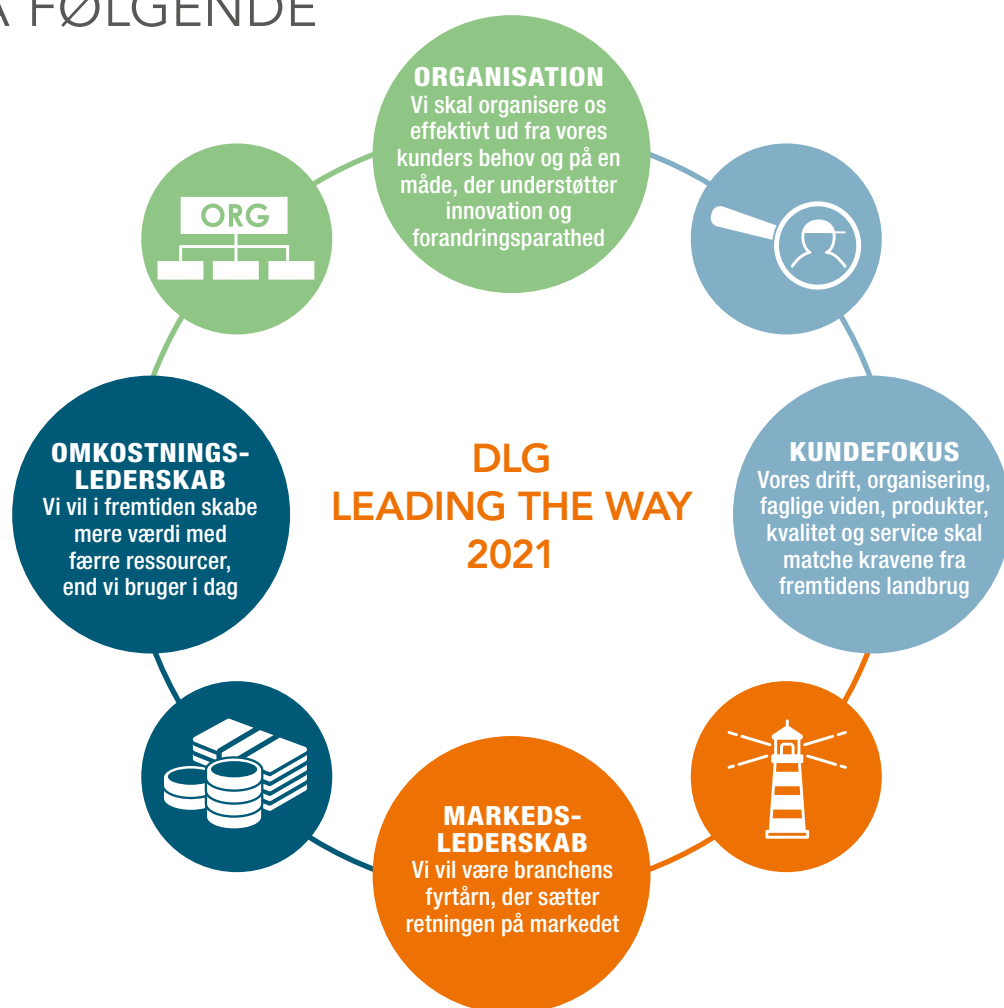 Å FØLGENDE
ORGANISATION
Vi skal organisere os
effektivt ud fra vores
kunders behov og på en
måde, der understøtter
innovation og
forandringsparathed
ORG
OMKOSTNINGS-
LEDERSKAB
Vi vil i fremtiden skabe
mere værdi med
færre ressourcer,
end vi bruger i dag
DLG
LEADING THE WAY
2021
KUNDEFOKUS
Vores drift, organisering,
faglige viden, produkter,
kvalitet og service skal
matche kravene fra
fremtidens landbrug
MARKEDS-
LEDERSKAB
Vi vil være branchens
fyrtårn, der sætter
retningen på markedet